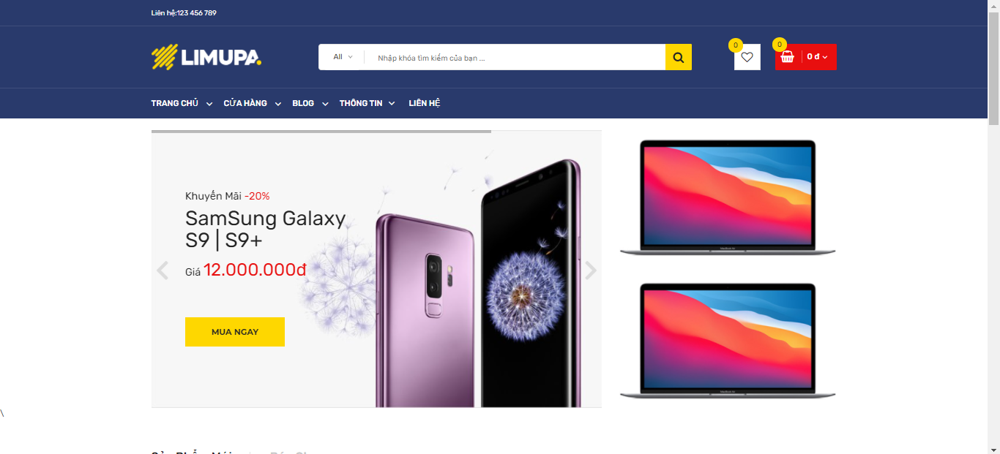 Liên hệ:123 456 789
LIMUPA.
All
Nhập khóa tìm kiếm của bạn ...
0
0
0 đ
TRANG CHỦ
CỬA HÀNG
BLOG
THÔNG TIN
LIÊN HỆ
Khuyến Mãi -20%
SamSung Galaxy
S9 | S9+
Giá 12.000.000đ
MUA NGAY
\